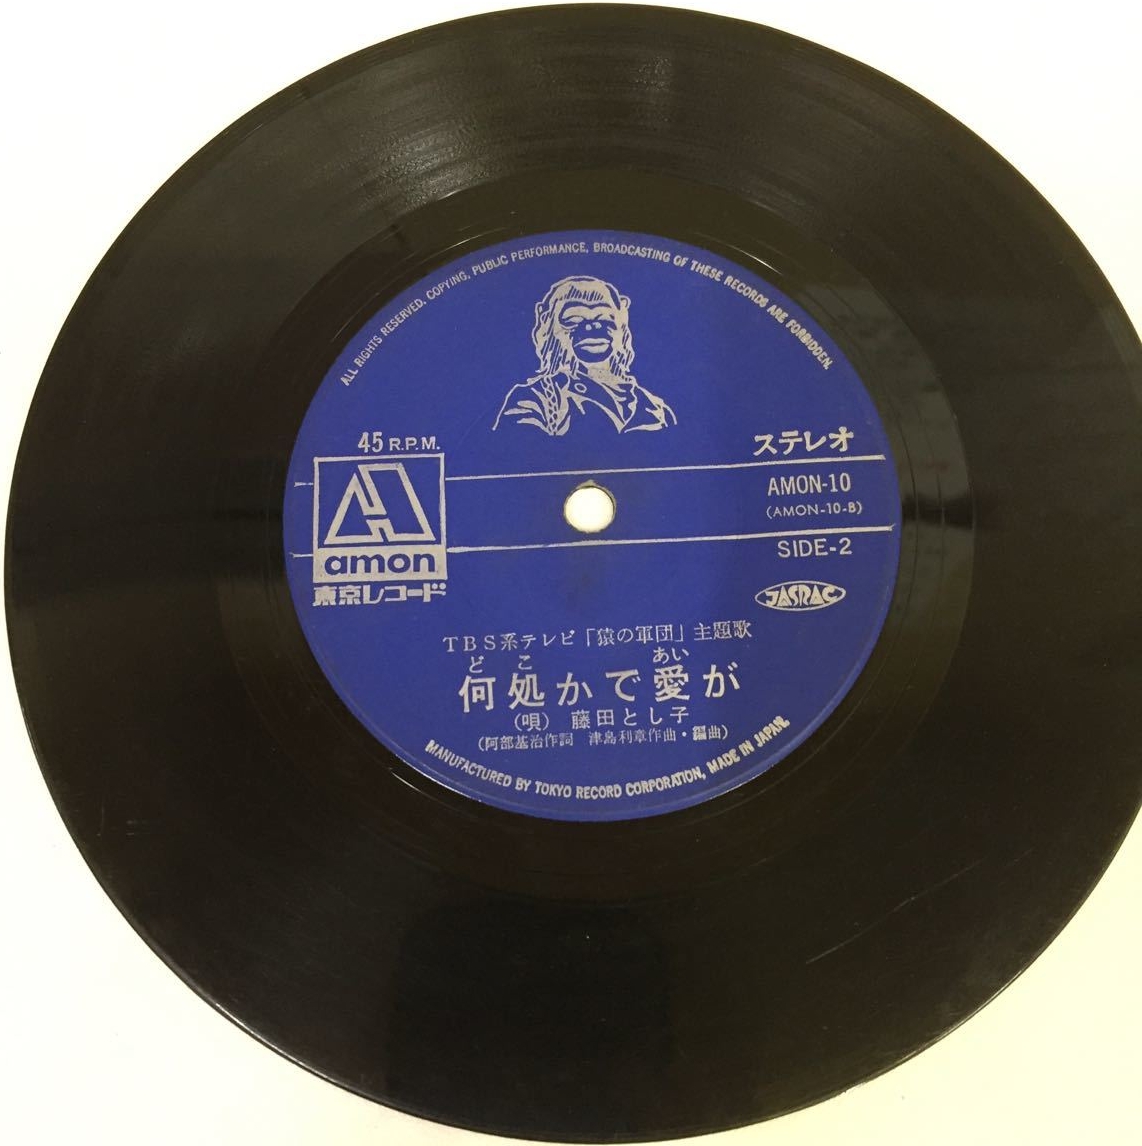 ALL RIGHTS RESERVED. COPYING, PUBLIC PERFORMANCE, BROADCASTING OF THESE RECORDS ARE FORBIDDEN.
45 R.P.M.
ステレオ
AMON-10
(AMON-10-B)
SIDE-2
amon
東京レコード
JASRAC
TBS系テレビ「猿の軍団」主題歌
どこ あい
何処かで愛が
(唄) 藤田とし子
(阿部基治作詞 津島利章作曲・編曲)
MANUFACTURED BY TOKYO RECORD CORPORATION, MADE IN JAPAN.